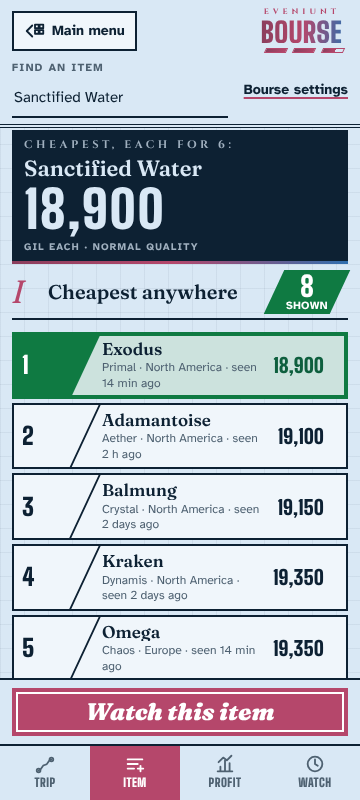 Main menu
EVENIUNT
BOURSE
FIND AN ITEM
Sanctified Water
Bourse settings
CHEAPEST, EACH FOR 6:
Sanctified Water
18,900
GIL EACH · NORMAL QUALITY
I
Cheapest anywhere
8
SHOWN
1
Exodus
Primal · North America · seen
14 min ago
18,900
2
Adamantoise
Aether · North America · seen
2 h ago
19,100
3
Balmung
Crystal · North America · seen
2 days ago
19,150
4
Kraken
Dynamis · North America ·
seen 2 days ago
19,350
5
Omega
Chaos · Europe · seen 14 min
ago
19,350
Watch this item
TRIP
ITEM
PROFIT
WATCH